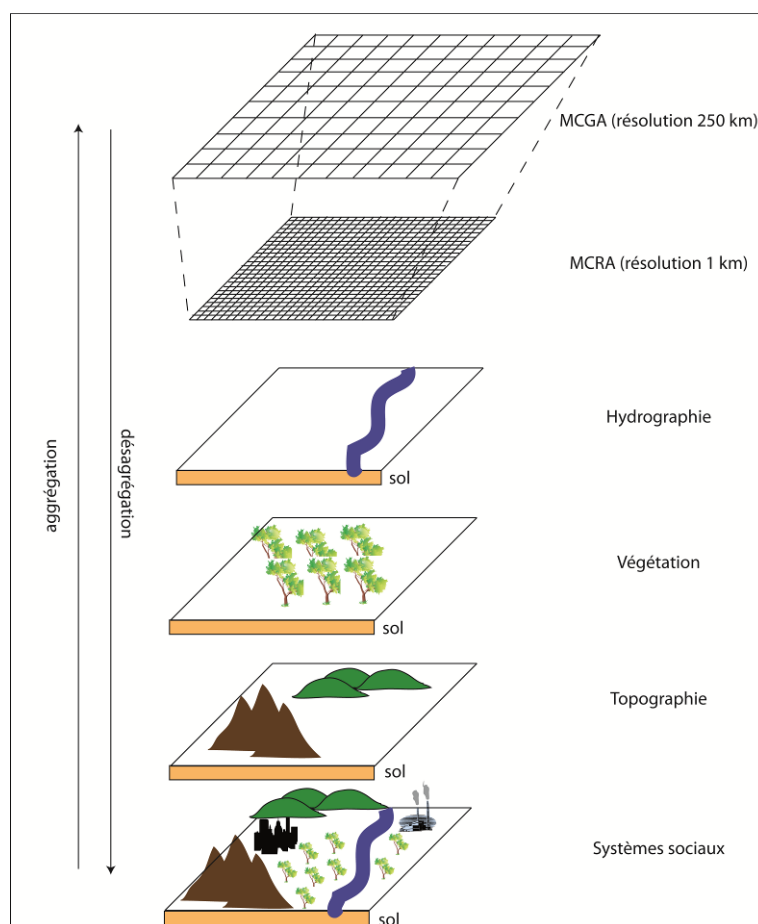 MCGA (résolution 250 km)
MCRA (résolution 1 km)
Hydrographie
sol
Végétation
sol
Topographie
sol
Systèmes sociaux
sol
aggrégation
désagrégation